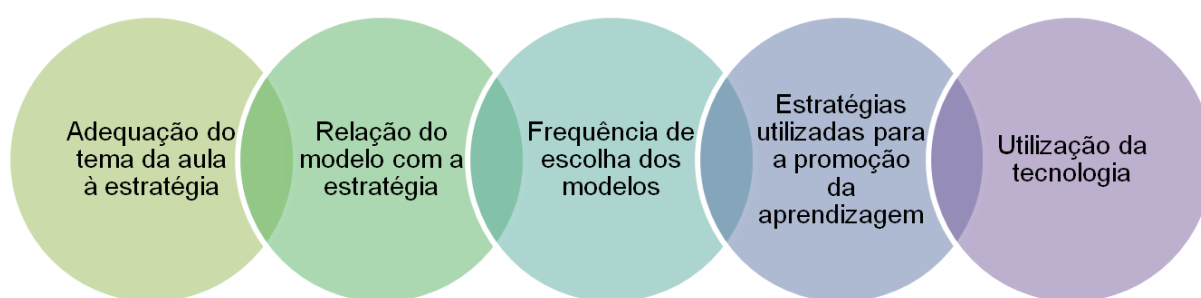 Adequação do
tema da aula
à estratégia
Relação do
modelo com a
estratégia
Frequência de
escolha dos
modelos
Estratégias
utilizadas para
a promoção
da
aprendizagem
Utilização da
tecnologia